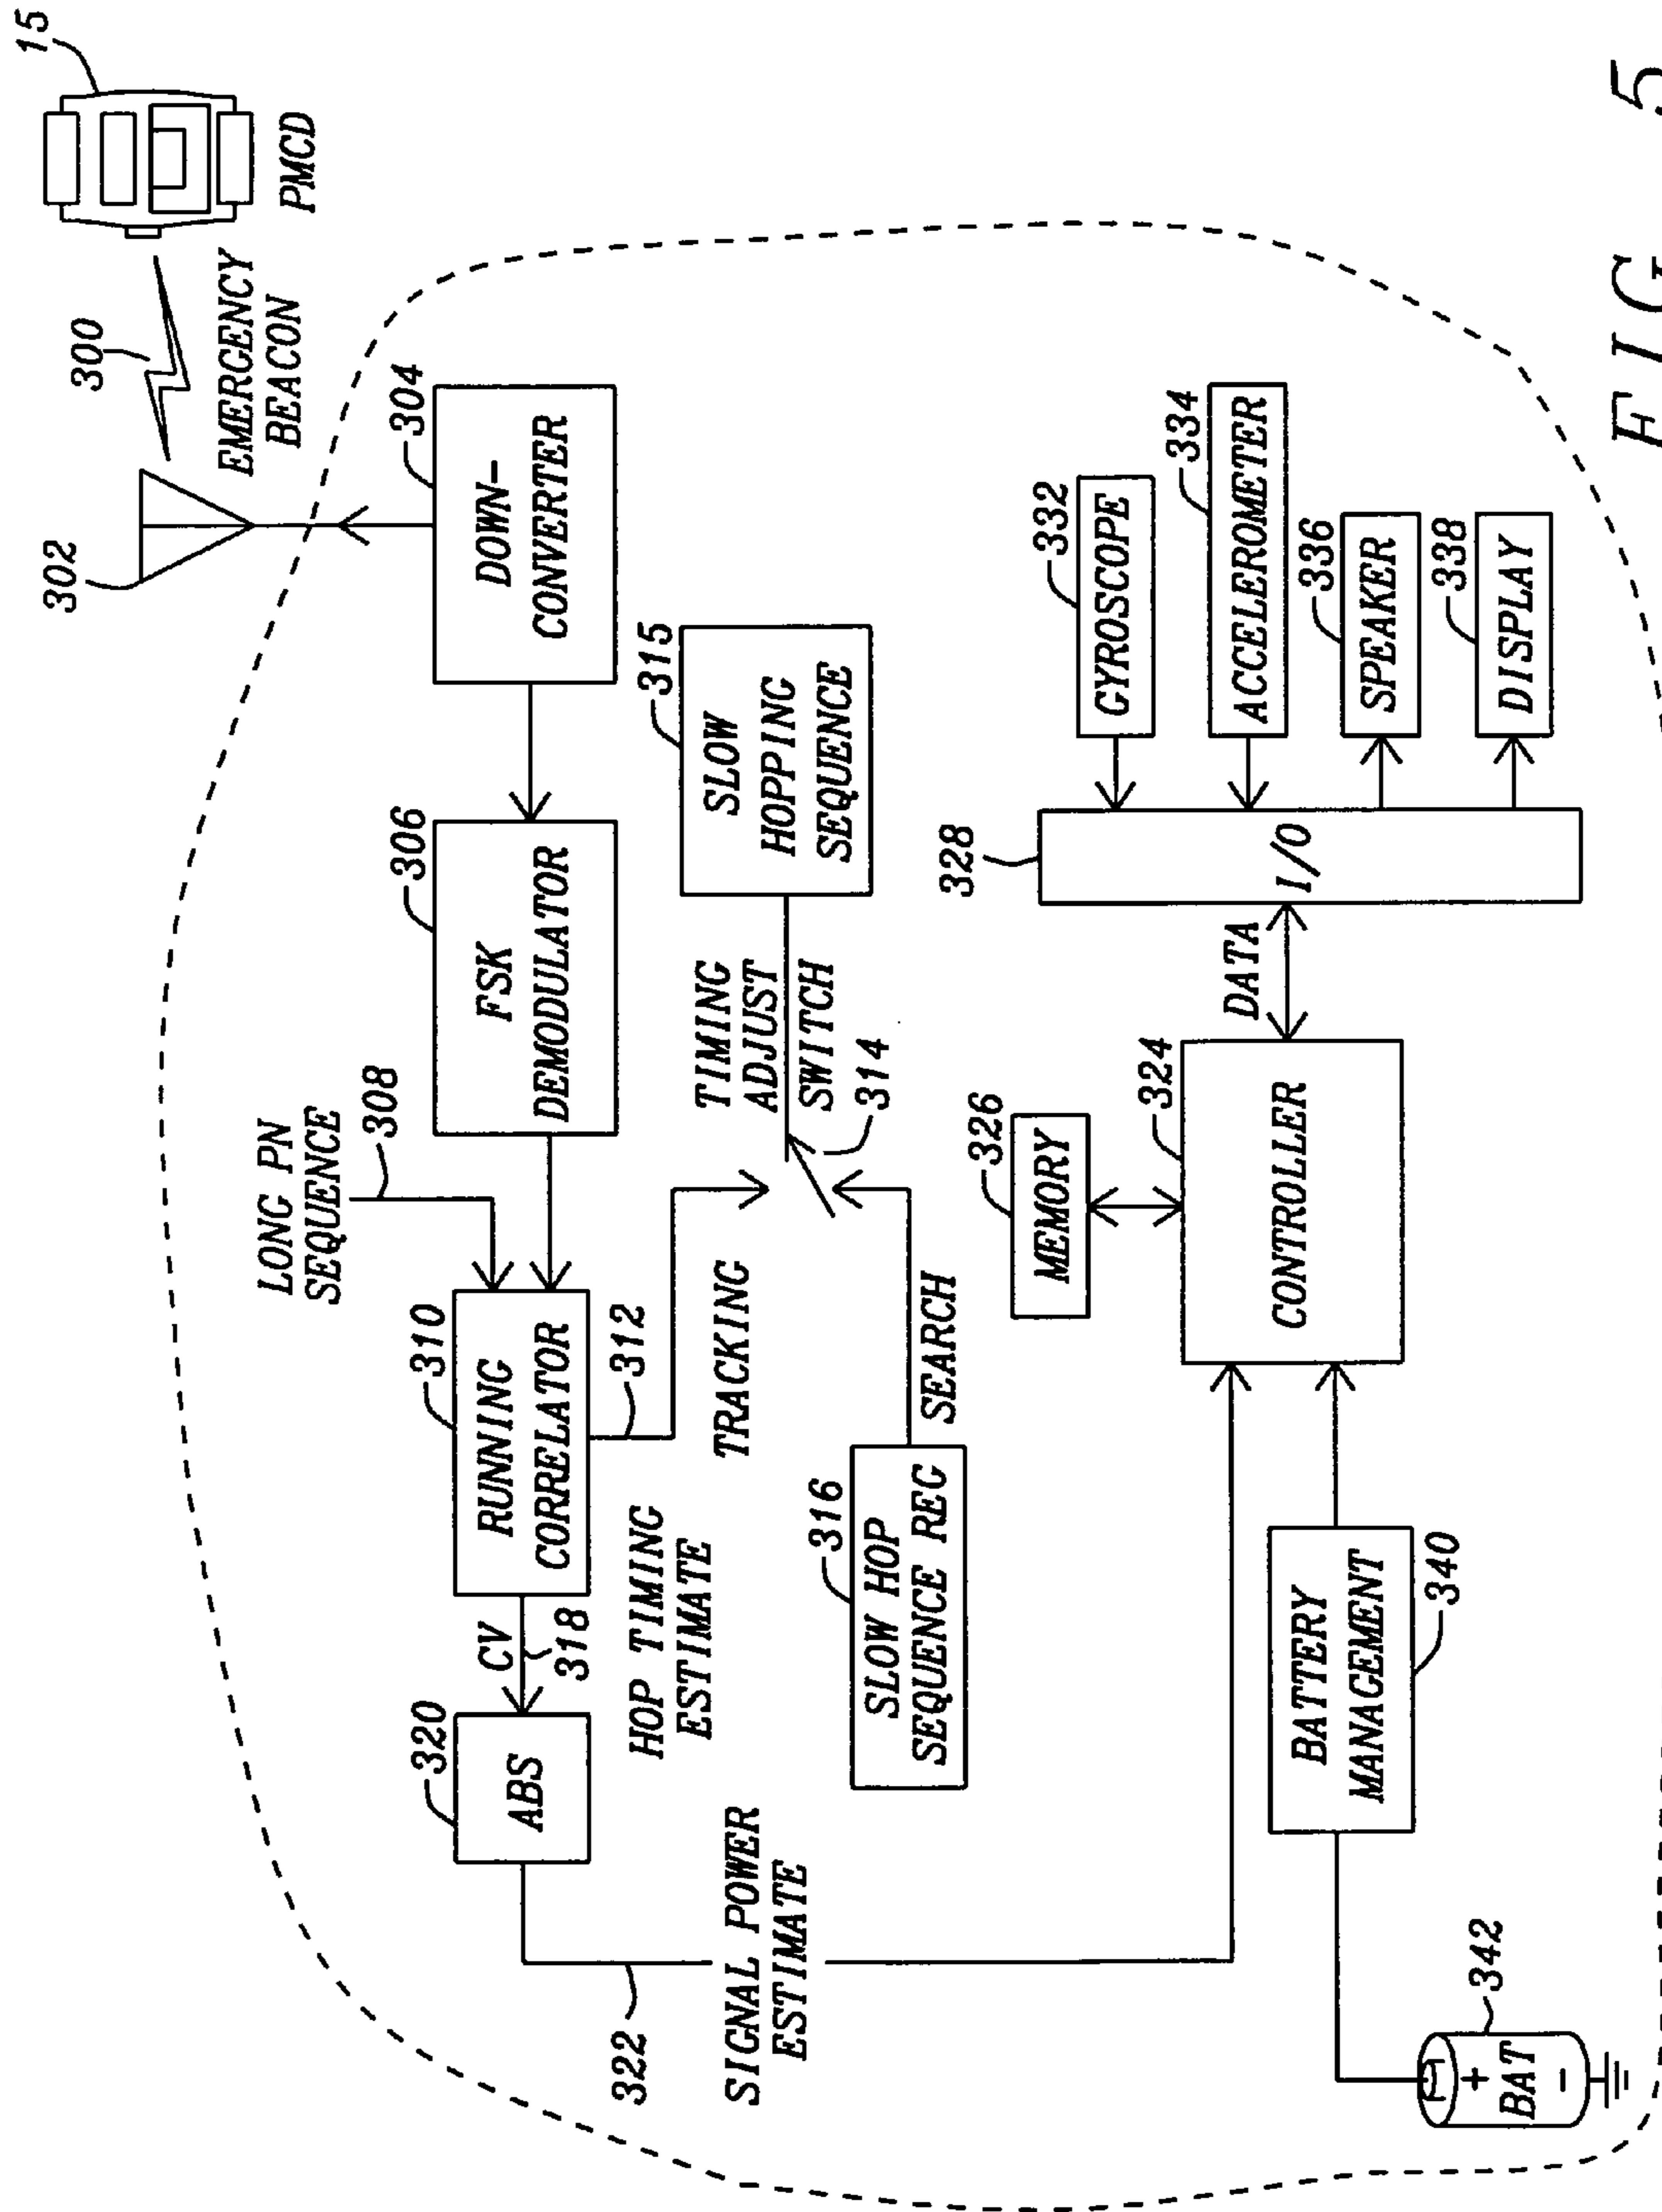 15
PMCD
300
EMERGENCY
BEACON
302
304
DOWN-
CONVERTER
306
FSK
DEMODULATOR
LONG PN
SEQUENCE
308
310
RUNNING
CORRELATOR
312
CV
318
320
ABS
322
SIGNAL POWER
ESTIMATE
HOP TIMING
ESTIMATE
TRACKING
TIMING
ADJUST
SWITCH
314
315
SLOW
HOPPING
SEQUENCE
316
SLOW HOP
SEQUENCE REG
SEARCH
326
MEMORY
324
CONTROLLER
DATA
328
I/O
332
GYROSCOPE
334
ACCELEROMETER
336
SPEAKER
338
DISPLAY
BATTERY
MANAGEMENT
340
342
+
BAT
-
FIG. 5